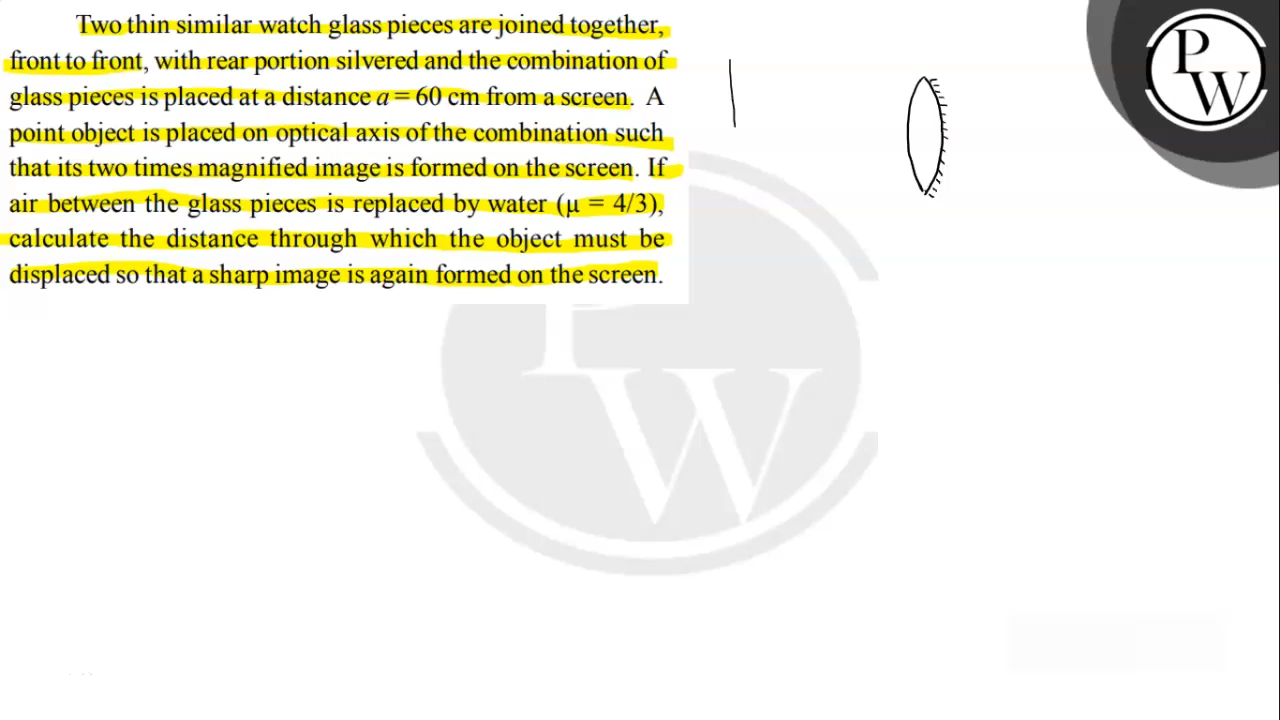 Two thin similar watch glass pieces are joined together,
front to front, with rear portion silvered and the combination of
glass pieces is placed at a distance a = 60 cm from a screen. A
point object is placed on optical axis of the combination such
that its two times magnified image is formed on the screen. If
air between the glass pieces is replaced by water (μ = 4/3),
calculate the distance through which the object must be
displaced so that a sharp image is again formed on the screen.
P
W
P
W